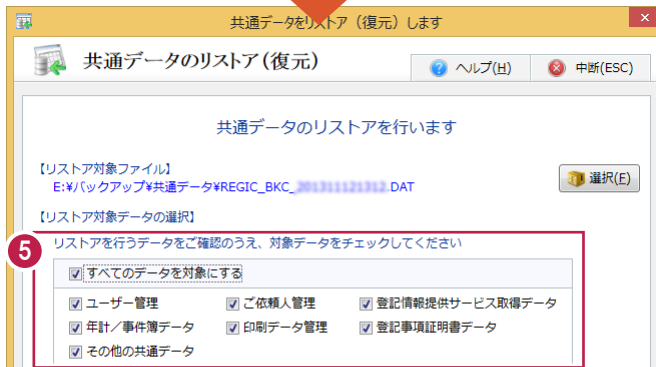 共通データをリストア（復元）します
共通データのリストア(復元)
ヘルプ(H)
中断(ESC)
共通データのリストアを行います
【リストア対象ファイル】
E:¥バックアップ¥共通データ¥REGIC_BKC_201311121312.DAT
選択(F)
【リストア対象データの選択】
5
リストアを行うデータをご確認のうえ、対象データをチェックしてください
すべてのデータを対象にする
ユーザー管理 ご依頼人管理 登記情報提供サービス取得データ
年計／事件簿データ 印刷データ管理 登記事項証明書データ
その他の共通データ